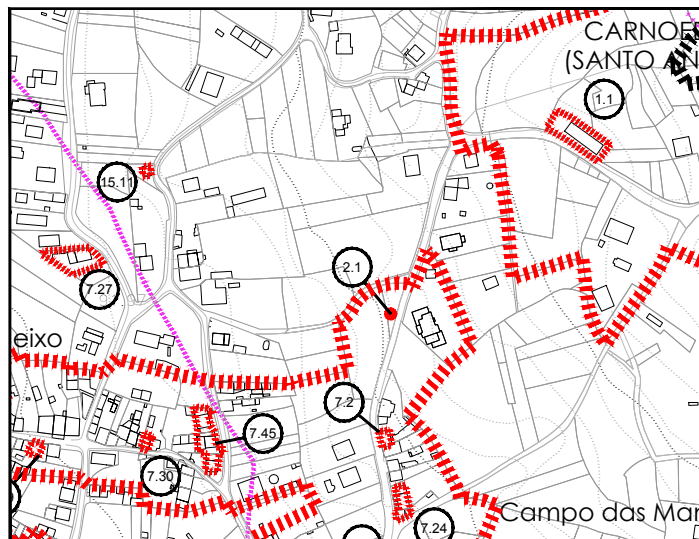 CARNOE
(SANTO AN
1.1
15.11
2.1
7.27
eixo
7.2
7.45
7.30
7.24
Campo das Mar